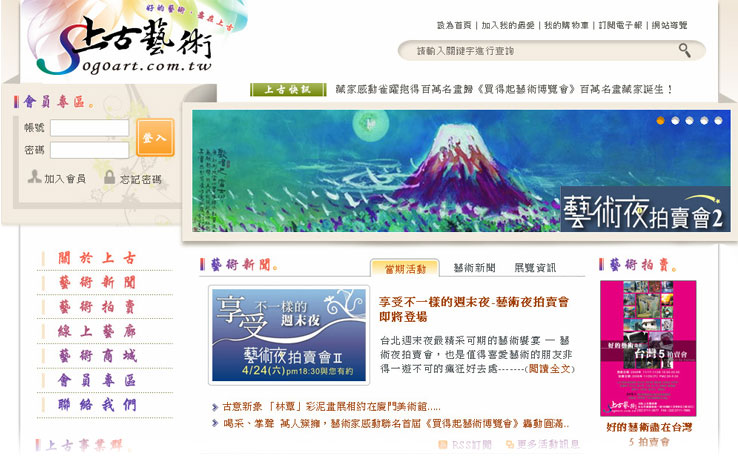 好的藝術，盡在上古
上古藝術
Sogoart.com.tw
設為首頁 | 加入我的最愛 | 我的購物車 | 訂閱電子報 | 網站導覽
請輸入關鍵字進行查詢
上古快訊
藏家感動雀躍抱得百萬名畫歸《買得起藝術博覽會》百萬名畫藏家誕生！
會員專區。
帳號
密碼
登入
加入會員 忘記密碼
藝術夜拍賣會2
關於上古
藝術新聞
藝術拍賣
線上藝廊
藝術商城
會員專區
聯絡我們
上古事業群。
藝術新聞。
當期活動 藝術新聞 展覽資訊
享受
不一樣的
週末夜
藝術夜拍賣會II
4/24(六) pm18:30與您有約
享受不一樣的週末夜-藝術夜拍賣會
即將登場
台北週末夜最精采可期的藝術饗宴 — 藝
術夜拍賣會，也是值得喜愛藝術的朋友非
得一遊不可的瘋狂好去處-------(閱讀全文)
古意新象「林覃」彩泥畫展相約在廈門美術館.....
喝采、掌聲 萬人簇擁，藝術家感動聯名首屆《買得起藝術博覽會》轟動圓滿..
RSS訂閱 更多活動訊息
藝術拍賣。
好的藝術
台灣5拍賣會
上古藝術
好的藝術盡在台灣
5 拍賣會